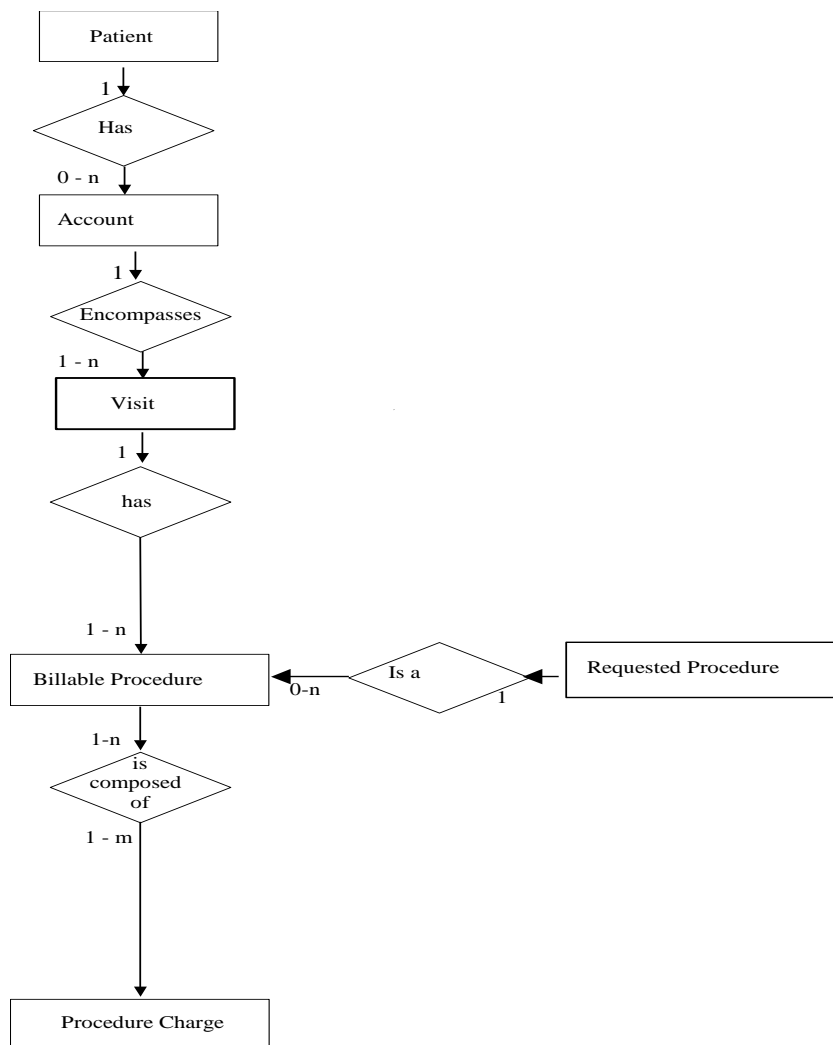 Patient
1
Has
0 - n
Account
1
Encompasses
1 - n
Visit
1
has
1 - n
Billable Procedure
Is a
Requested Procedure
0-n
1
1-n
is
composed
of
1 - m
Procedure Charge